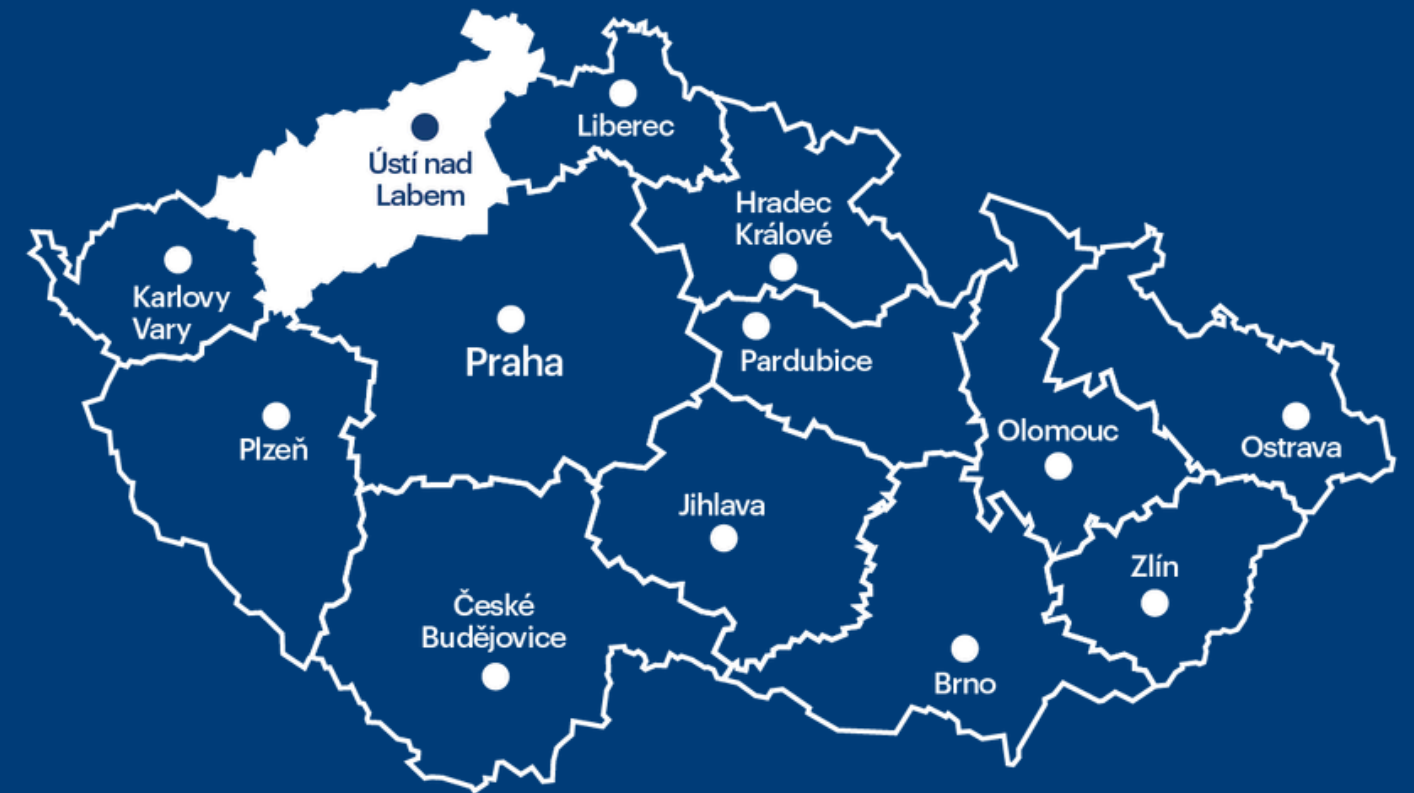 Liberec
Ústí nad
Labem
Hradec
Králové
Karlovy
Vary
Praha
Pardubice
Plzeň
Olomouc
Ostrava
Jihlava
Zlín
České
Budějovice
Brno